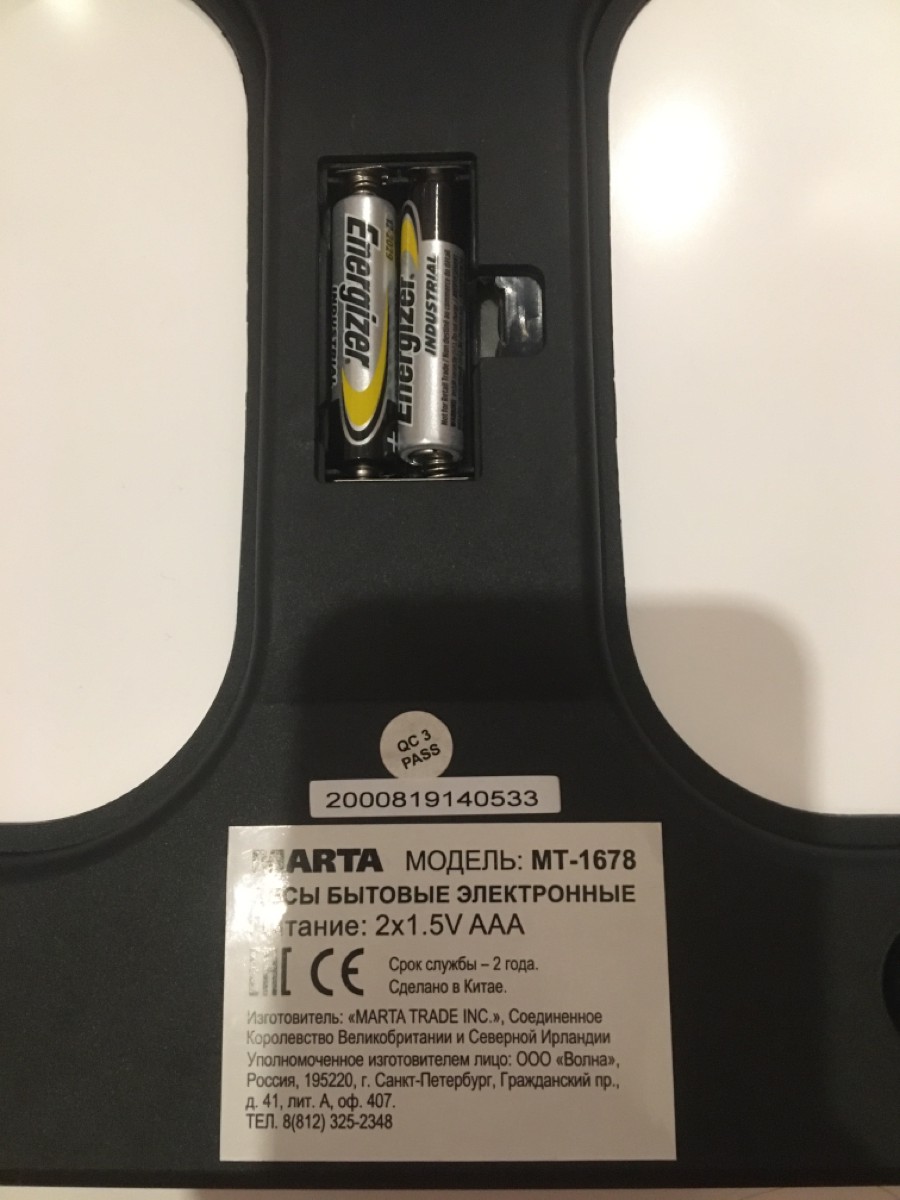 Energizer
INDUSTRIAL
+
Energizer
INDUSTRIAL
QC 3
PASS
2000819140533
MARTA МОДЕЛЬ: MT-1678
ВЕСЫ БЫТОВЫЕ ЭЛЕКТРОННЫЕ
Питание: 2x1.5V AAA
EAC CE
Срок службы – 2 года.
Сделано в Китае.
Изготовитель: «MARTA TRADE INC.», Соединенное
Королевство Великобритании и Северной Ирландии
Уполномоченное изготовителем лицо: ООО «Волна»,
Россия, 195220, г. Санкт-Петербург, Гражданский пр.,
д. 41, лит. А, оф. 407.
ТЕЛ. 8(812) 325-2348